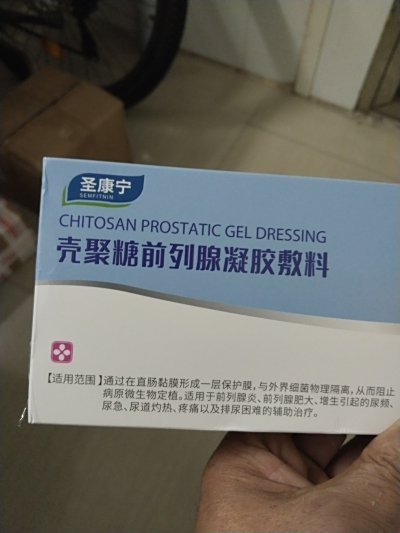 圣康宁
SEMFITNIN
CHITOSAN PROSTATIC GEL DRESSING
壳聚糖前列腺凝胶敷料
【适用范围】通过在直肠黏膜形成一层保护膜,与外界细菌物理隔离,从而阻止
病原微生物定植。适用于前列腺炎、前列腺肥大、增生引起的尿频、
尿急、尿道灼热、疼痛以及排尿困难的辅助治疗。